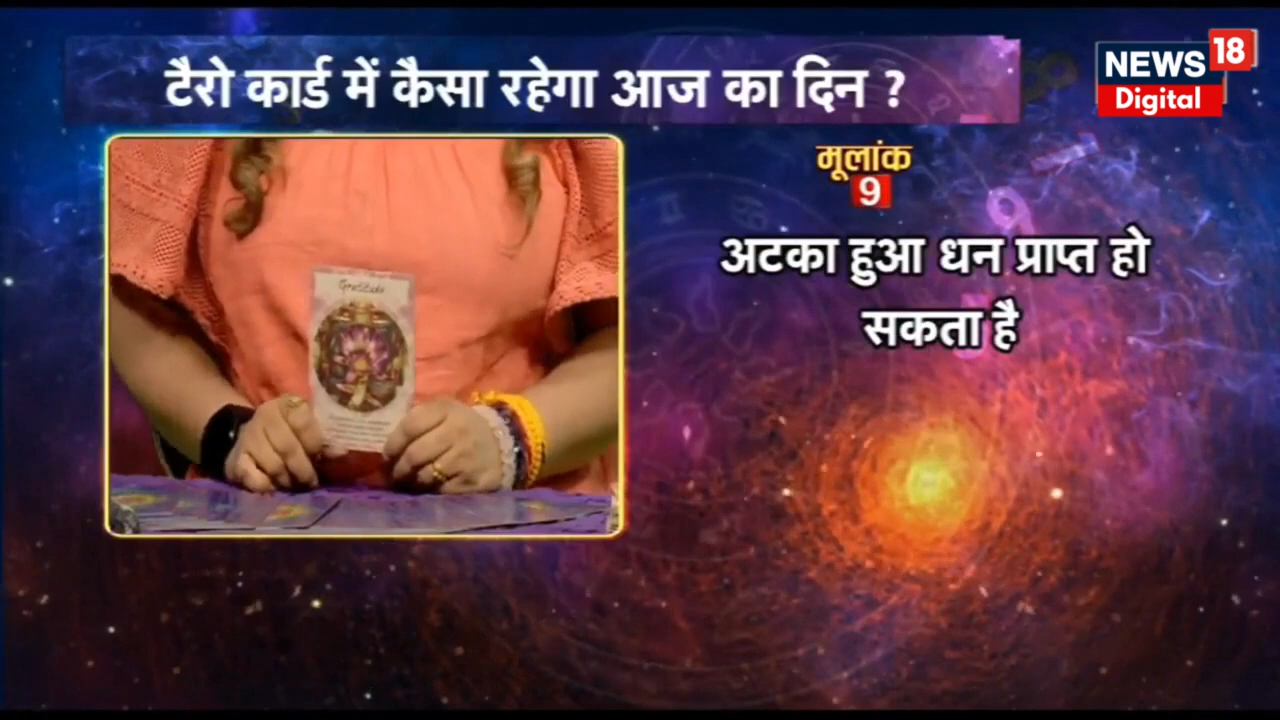 टैरो कार्ड में कैसा रहेगा आज का दिन ?
NEWS 18
Digital
मूलांक
9
अटका हुआ धन प्राप्त हो
सकता है
Gratitude